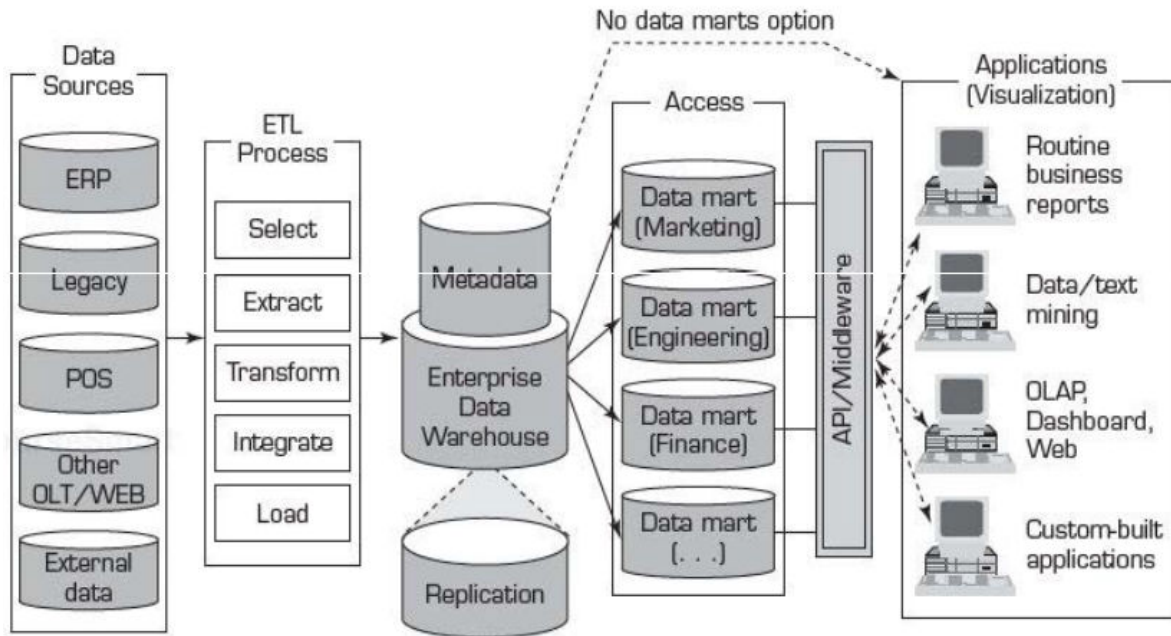 No data marts option
Data
Sources
ERP
Legacy
POS
Other
OLT/WEB
External
data
ETL
Process
Select
Extract
Transform
Integrate
Load
Metadata
Enterprise
Data
Warehouse
Replication
Access
Data mart
(Marketing)
Data mart
(Engineering)
Data mart
(Finance)
Data mart
(. . .)
API/Middleware
Applications
(Visualization)
Routine
business
reports
Data/text
mining
OLAP,
Dashboard,
Web
Custom-built
applications